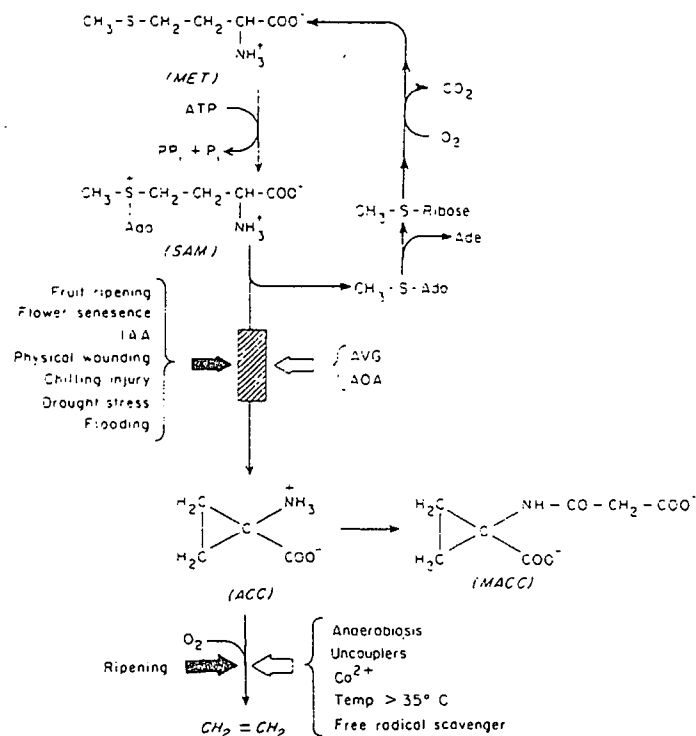 CH₃-S-CH₂-CH₂-CH-COO⁻
NH₃⁺
(MET)
CO₂
ATP
O₂
PPᵢ + Pᵢ
CH₃-S⁺-CH₂-CH₂-CH-COO⁻
CH₃-S-Ribose
Ado
NH₃⁺
Ade
(SAM)
CH₃-S-Ado
Fruit ripening
Flower senesence
IAA
Physical wounding
Chilling injury
Drought stress
Flooding
AVG
AOA
H₂C
NH₃⁺
C
H₂C
COO⁻
(ACC)
H₂C
NH-CO-CH₂-COO⁻
C
H₂C
COO⁻
(MACC)
O₂
Ripening
Anaerobiosis
Uncouplers
Co²⁺
Temp > 35° C
Free radical scavenger
CH₂=CH₂